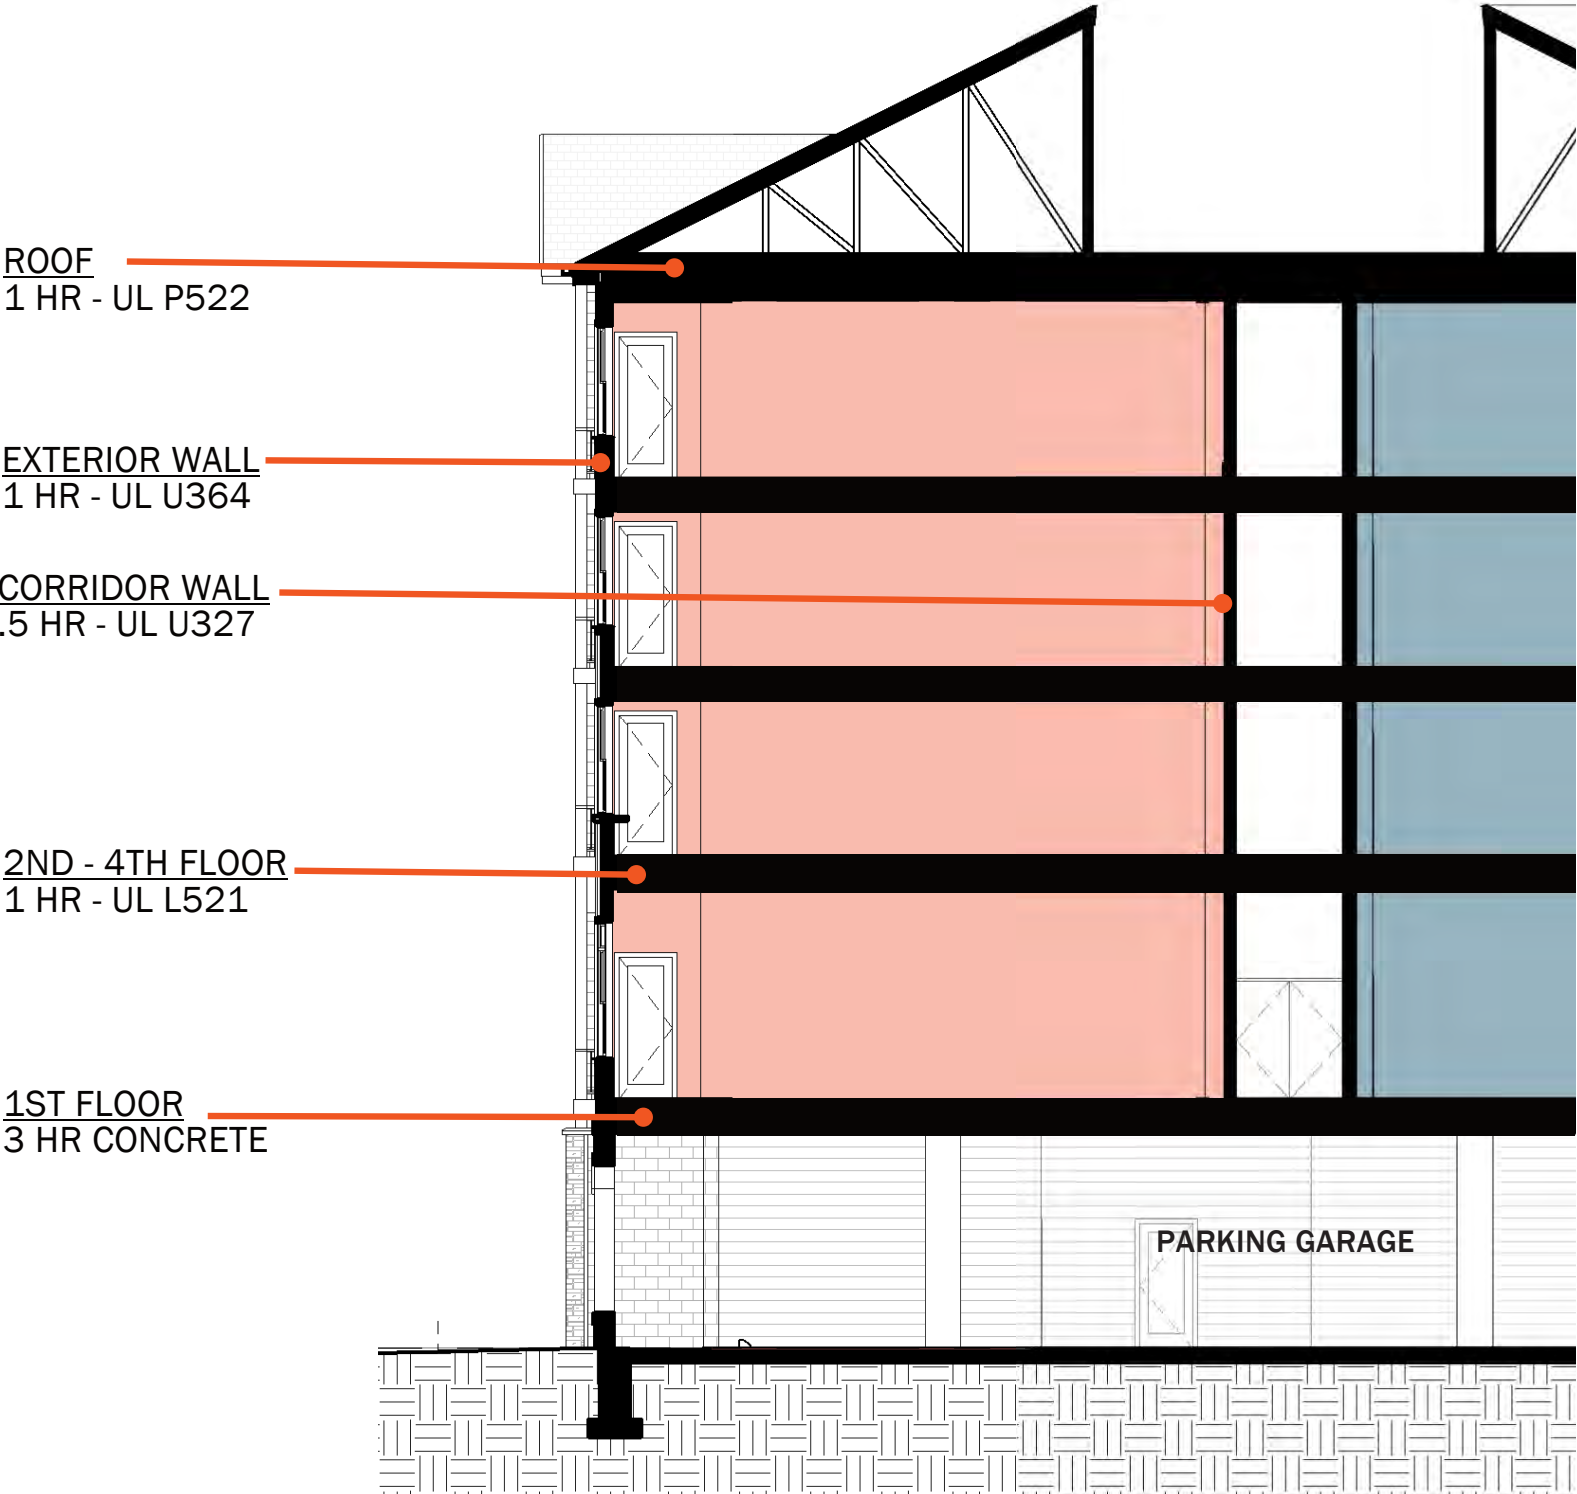 ROOF
1 HR - UL P522
EXTERIOR WALL
1 HR - UL U364
CORRIDOR WALL
.5 HR - UL U327
2ND - 4TH FLOOR
1 HR - UL L521
1ST FLOOR
3 HR CONCRETE
PARKING GARAGE